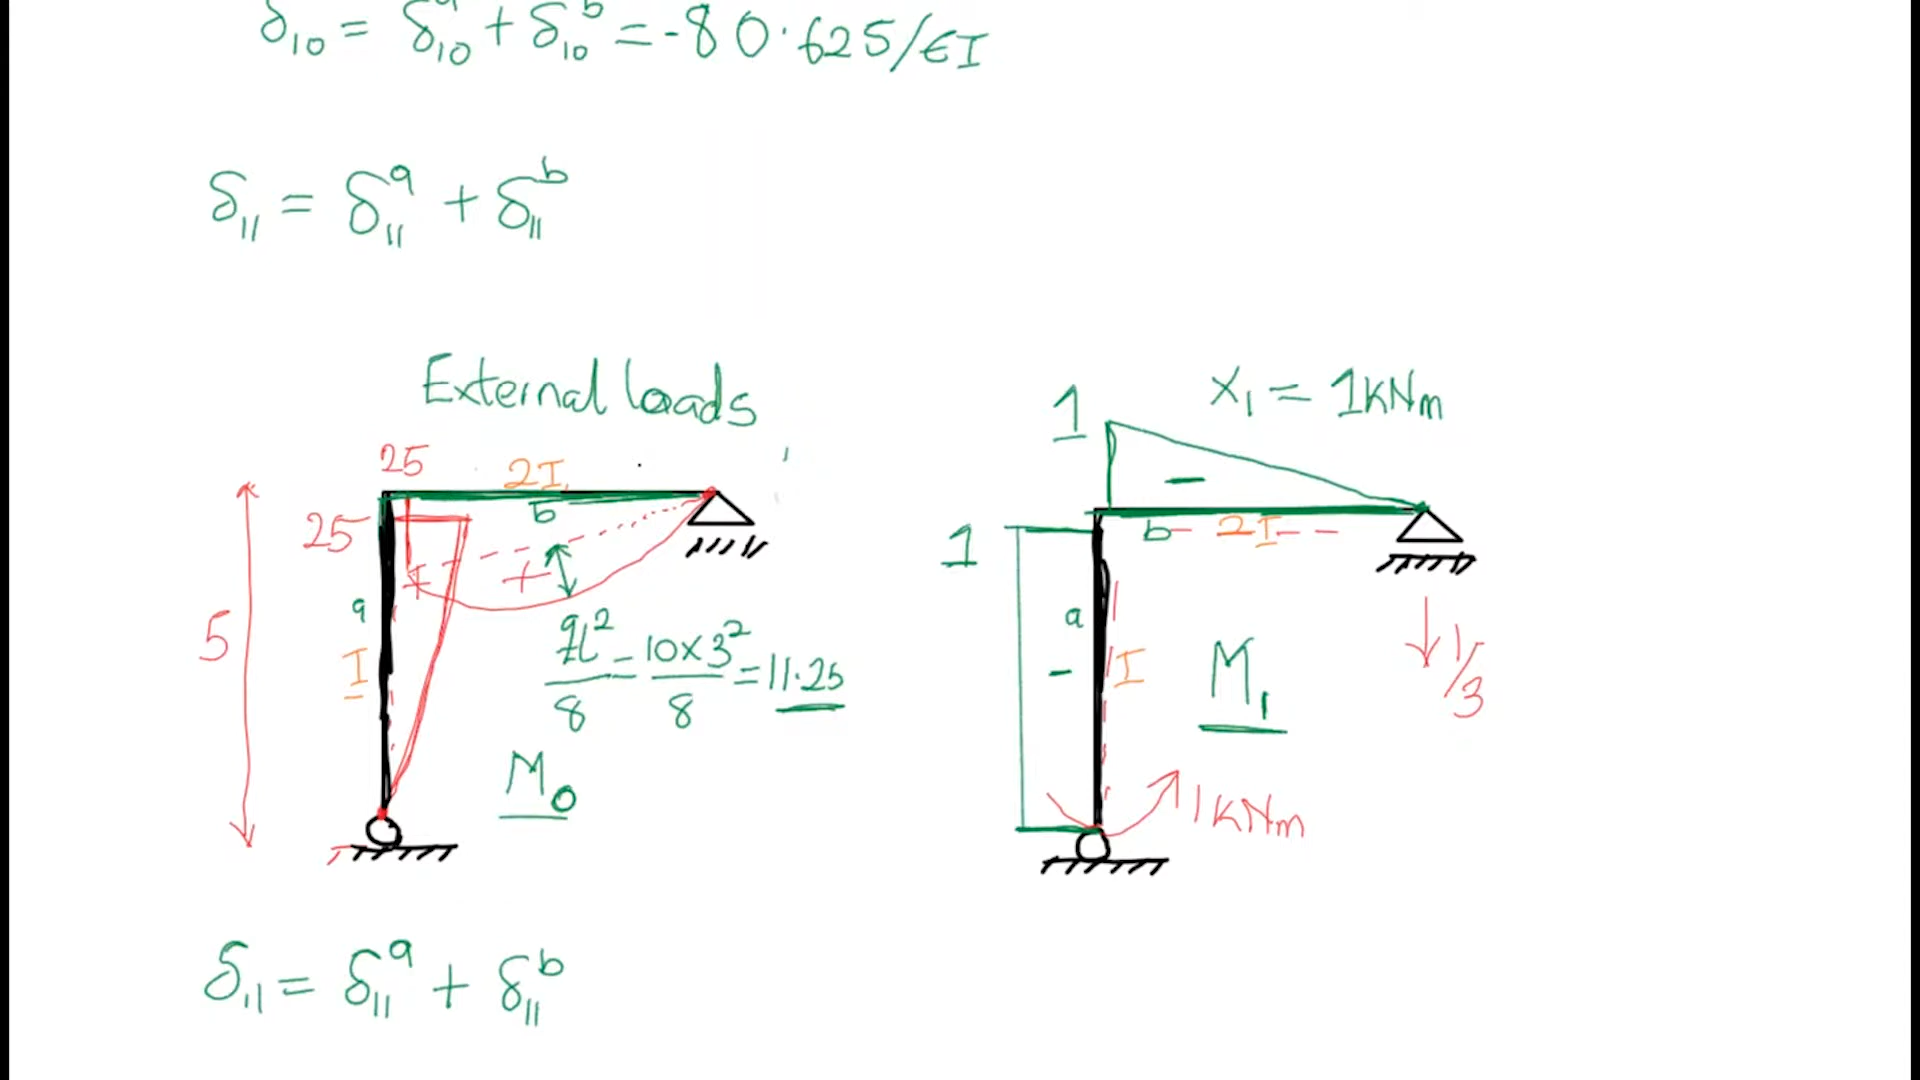 δ₁₀ = δ₁₀ᵃ + δ₁₀ᵇ = -80.625/EI
δ₁₁ = δ₁₁ᵃ + δ₁₁ᵇ
External loads
X₁ = 1KNm
1
25
2I
b
25
5
a
I
+
+
ql²/8 = 10×3²/8 = 11.25
M₀
1
−
b
2I
a
−
I
M₁
1/3
1KNm
δ₁₁ = δ₁₁ᵃ + δ₁₁ᵇ